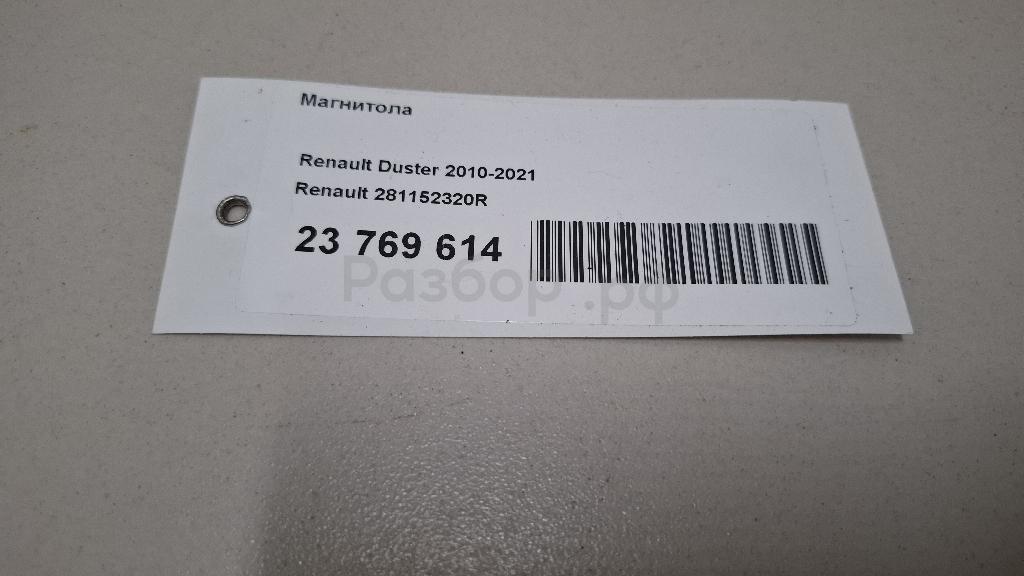 Магнитола
Renault Duster 2010-2021
Renault 281152320R
23 769 614
Разбор.рф